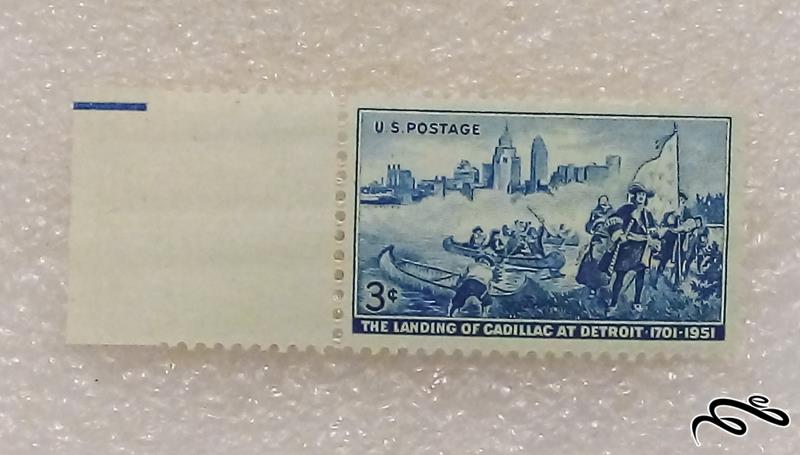 U.S.POSTAGE
3¢
THE LANDING OF CADILLAC AT DETROIT·1701-1951